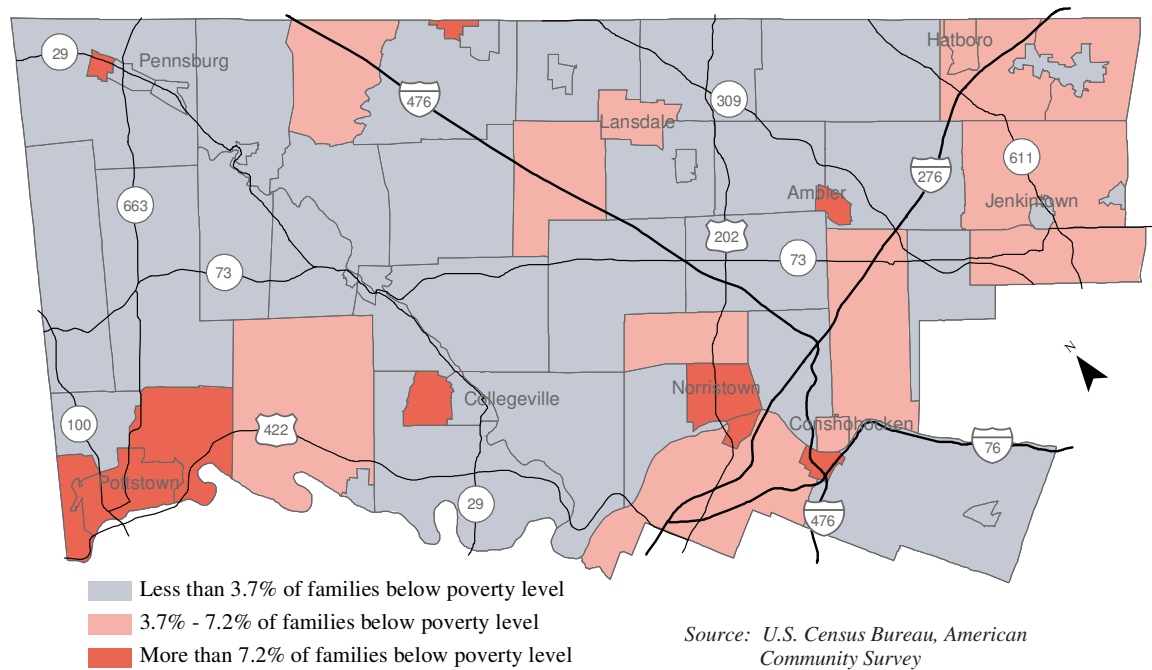 Hatboro
29
Pennsburg
476
309
Lansdale
611
276
663
Ambler
Jenkintown
202
73
73
N
Norristown
Collegeville
100
422
Conshohocken
76
Pottstown
29
476
Less than 3.7% of families below poverty level
3.7% - 7.2% of families below poverty level
More than 7.2% of families below poverty level
Source: U.S. Census Bureau, American
Community Survey